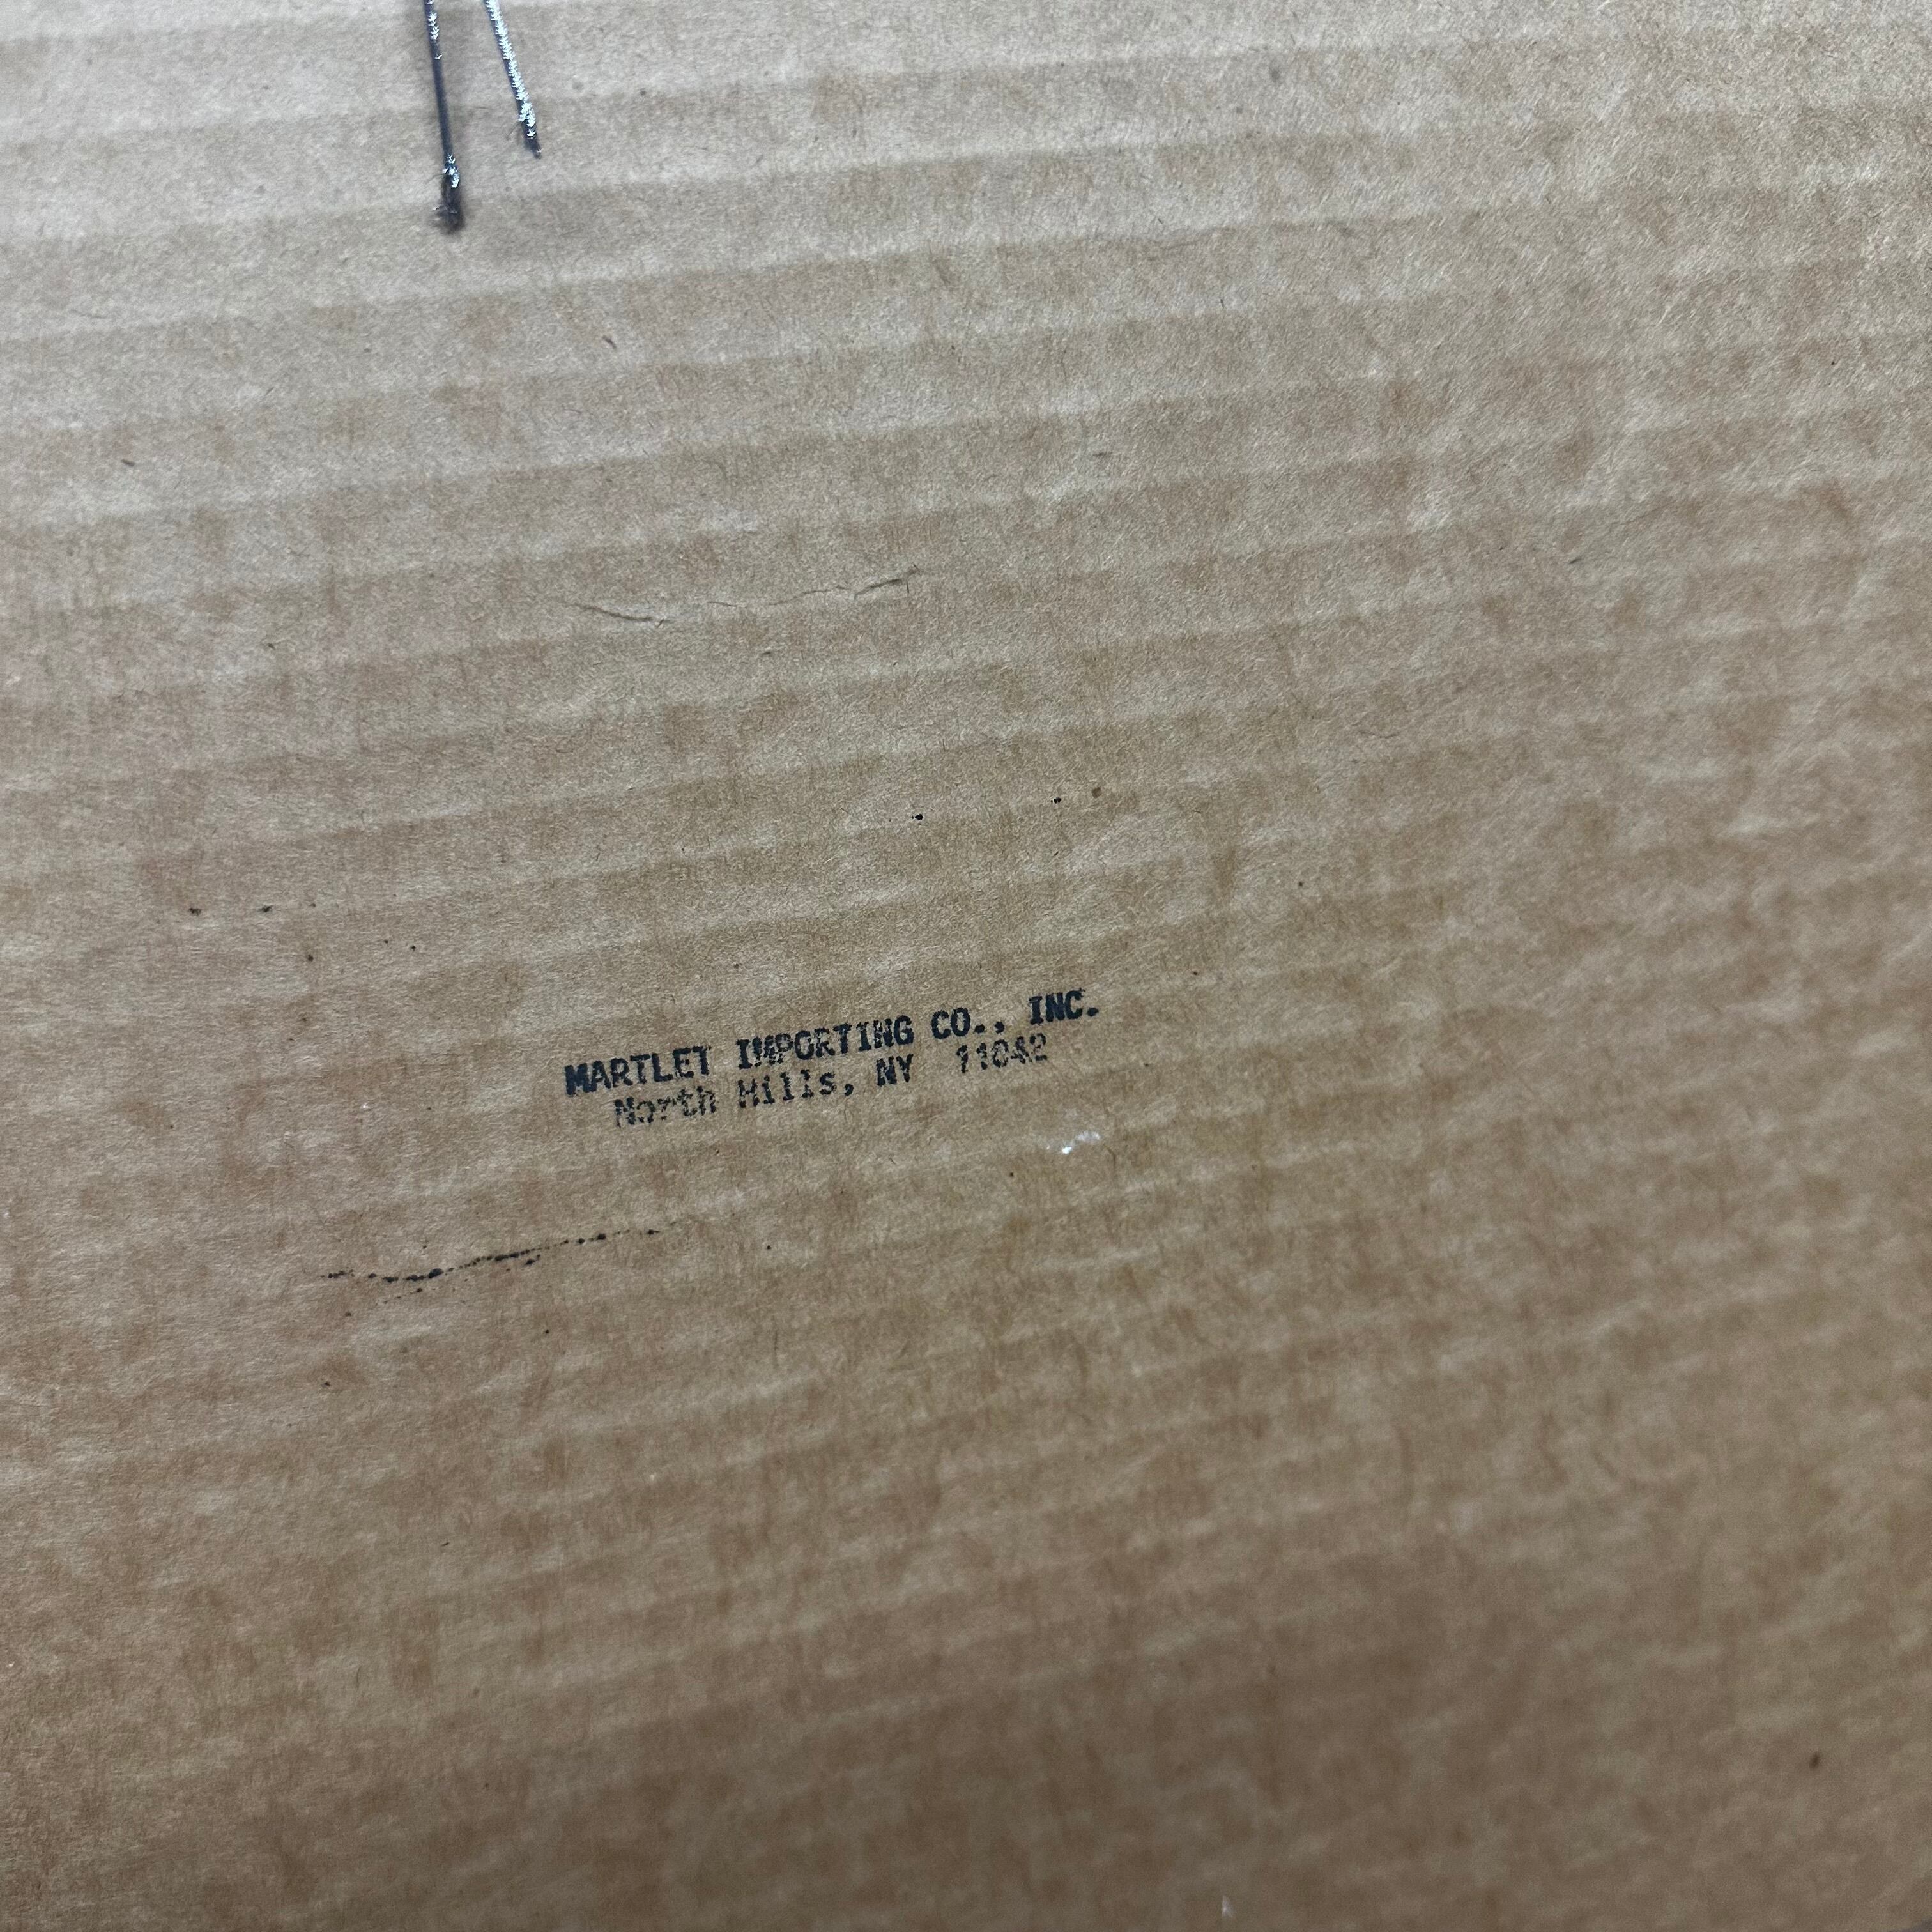 MARTLET IMPORTING CO., INC.
North Hills, NY 11042